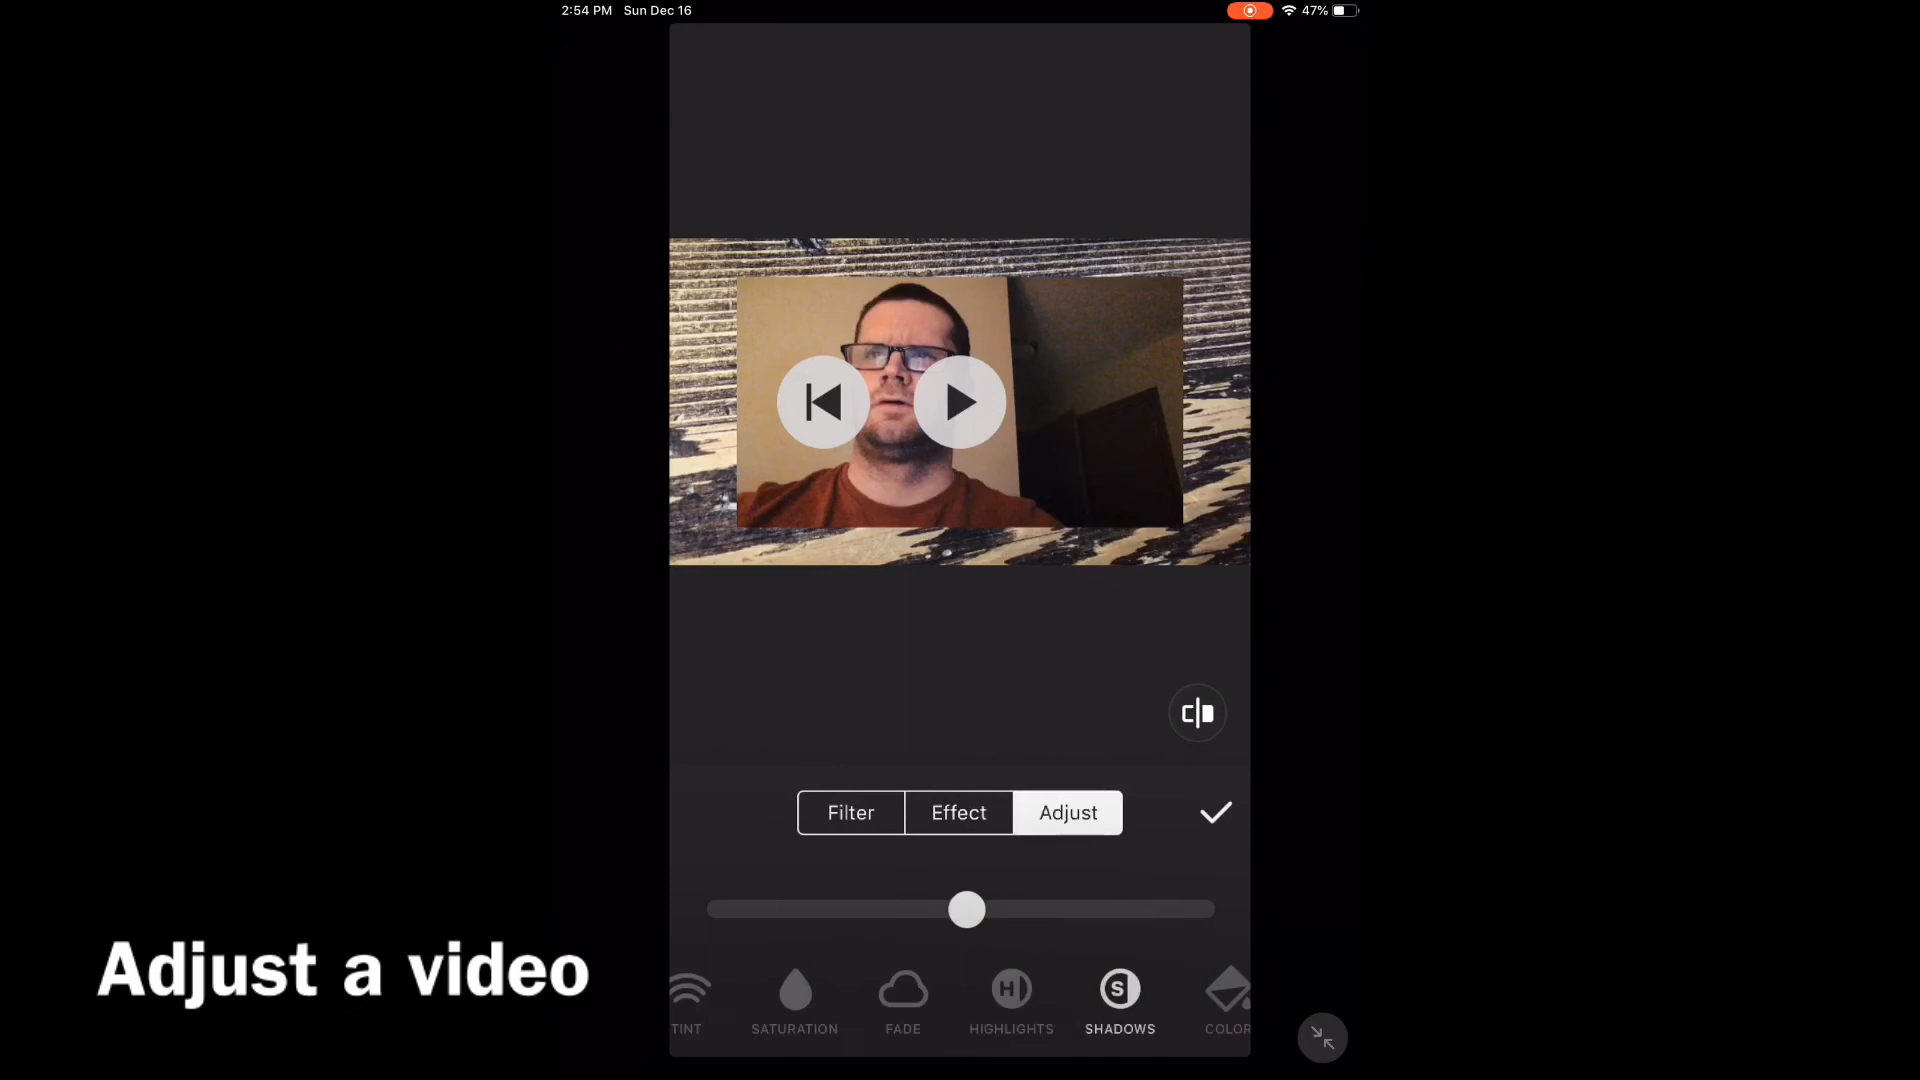 2:54 PM Sun Dec 16
47%
Filter Effect Adjust
TINT SATURATION FADE HIGHLIGHTS SHADOWS COLOR
H S
Adjust a video